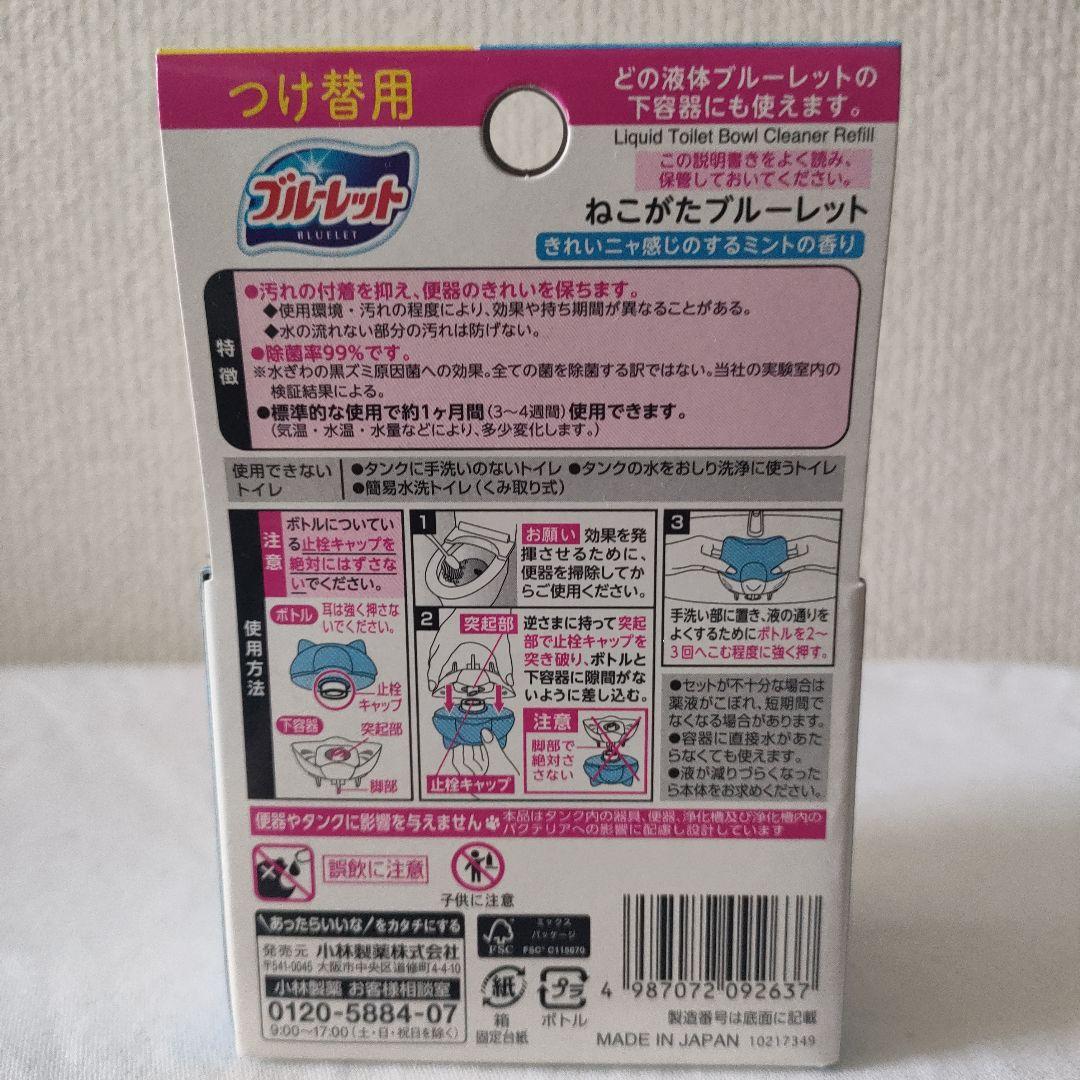 つけ替用
どの液体ブルーレットの
下容器にも使えます。
Liquid Toilet Bowl Cleaner Refill
この説明書きをよく読み、
保管しておいてください。
ブルーレット
BLUELET
ねこがたブルーレット
きれいニャ感じのするミントの香り
特徴
●汚れの付着を抑え、便器のきれいを保ちます。
◆使用環境・汚れの程度により、効果や持ち期間が異なることがある。
◆水の流れない部分の汚れは防げない。
●除菌率99%です。
※水ぎわの黒ズミ原因菌への効果。全ての菌を除菌する訳ではない。当社の実験室内の
検証結果による。
●標準的な使用で約1ヶ月間(3〜4週間)使用できます。
(気温・水温・水量などにより、多少変化します。)
使用できない
トイレ
●タンクに手洗いのないトイレ ●タンクの水をおしり洗浄に使うトイレ
●簡易水洗トイレ(くみ取り式)
使用方法
注意
ボトルについてい
る止栓キャップを
絶対にはずさな
いでください。
ボトル
耳は強く押さな
いでください。
止栓
キャップ
下容器
突起部
脚部
1
お願い 効果を発
揮させるために、
便器を掃除してか
らご使用ください。
2
突起部
逆さまに持って突起
部で止栓キャップを
突き破り、ボトルと
下容器に隙間がな
いように差し込む。
止栓キャップ
注意
脚部で
絶対さ
さない
3
手洗い部に置き、液の通りを
よくするためにボトルを2〜
3回へこむ程度に強く押す。
●セットが不十分な場合は
薬液がこぼれ、短期間で
なくなる場合があります。
●容器に直接水があた
らなくても使えます。
●液が減りづらくなった
ら本体をお求めください。
便器やタンクに影響を与えません
本品はタンク内の器具、便器、浄化槽及び浄化槽内の
バクテリアへの影響に配慮し設計しています
誤飲に注意
子供に注意
\あったらいいな/をカタチにする
発売元 小林製薬株式会社
〒541-0045 大阪市中央区道修町4-4-10
小林製薬 お客様相談室
0120-5884-07
9:00〜17:00(土・日・祝日を除く)
FSC
ミックス
パッケージ
FSC® C115670
紙
箱
固定台紙
プラ
ボトル
4 987072 092637
製造番号は底面に記載
MADE IN JAPAN 10217349